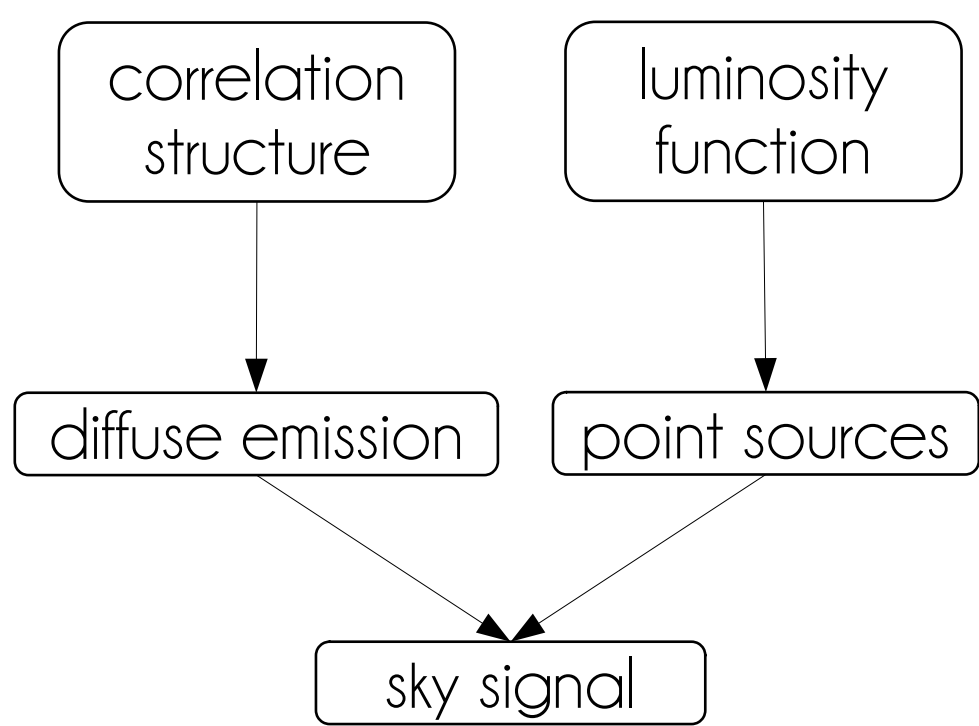 correlation
structure
luminosity
function
diffuse emission
point sources
sky signal